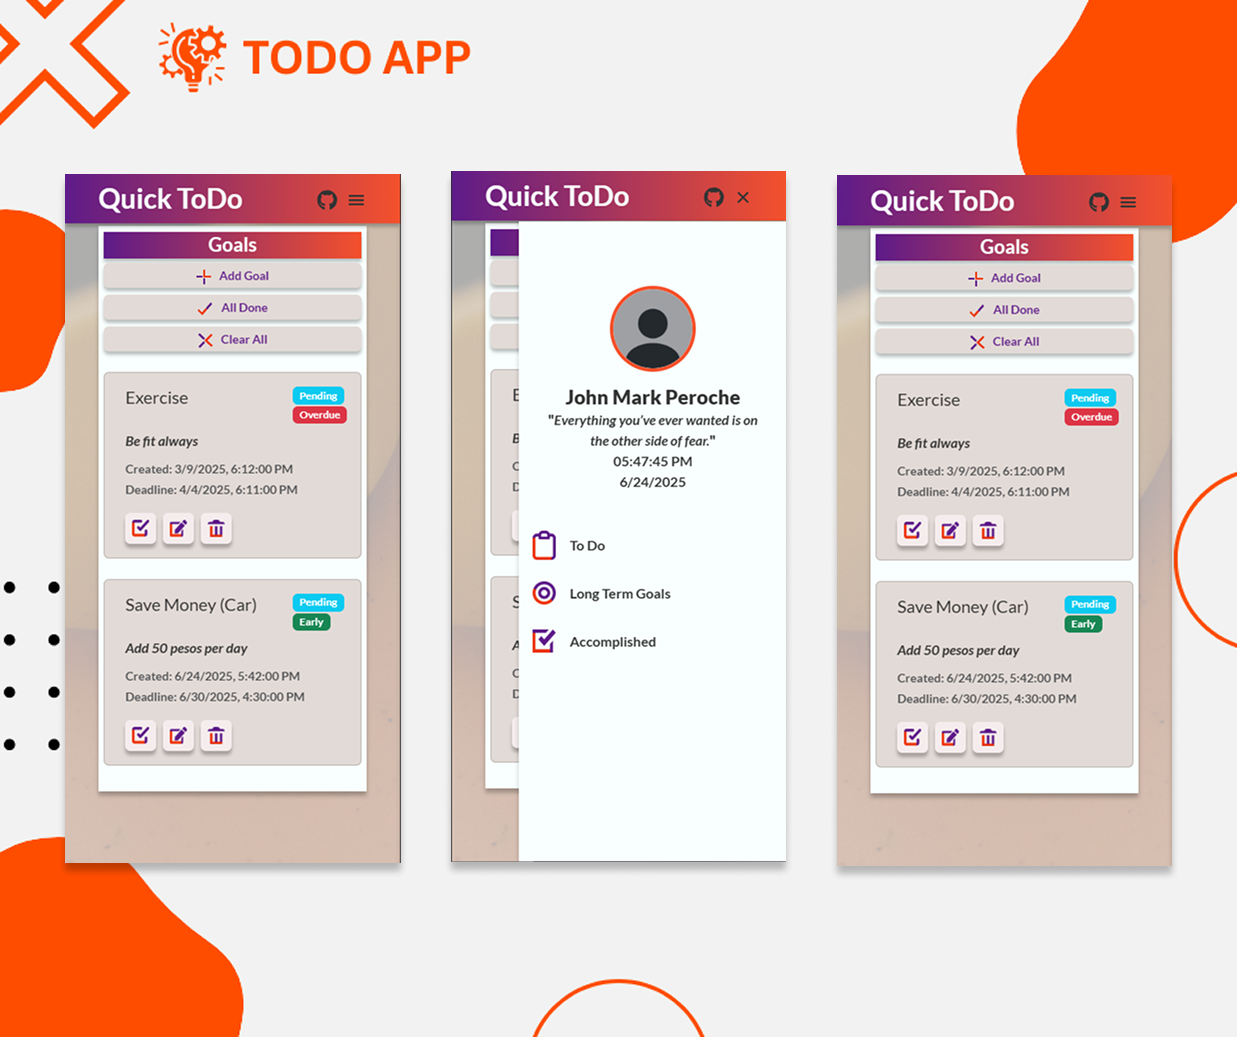 TODO APP
Quick ToDo
Goals
Add Goal
All Done
Clear All
Exercise
Pending
Overdue
Be fit always
Created: 3/9/2025, 6:12:00 PM
Deadline: 4/4/2025, 6:11:00 PM
Save Money (Car)
Pending
Early
Add 50 pesos per day
Created: 6/24/2025, 5:42:00 PM
Deadline: 6/30/2025, 4:30:00 PM
Quick ToDo
E
B
C
D
S
A
C
D
John Mark Peroche
"Everything you've ever wanted is on
the other side of fear."
05:47:45 PM
6/24/2025
To Do
Long Term Goals
Accomplished
Quick ToDo
Goals
Add Goal
All Done
Clear All
Exercise
Pending
Overdue
Be fit always
Created: 3/9/2025, 6:12:00 PM
Deadline: 4/4/2025, 6:11:00 PM
Save Money (Car)
Pending
Early
Add 50 pesos per day
Created: 6/24/2025, 5:42:00 PM
Deadline: 6/30/2025, 4:30:00 PM